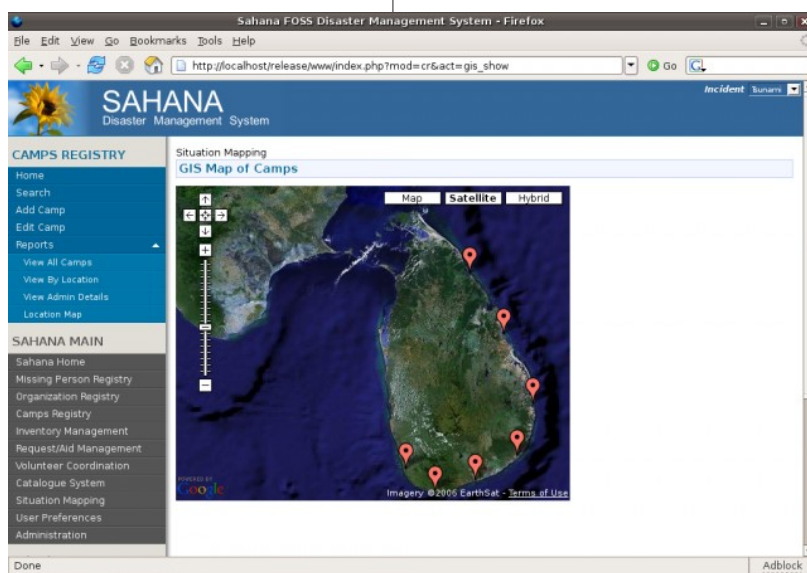 Sahana FOSS Disaster Management System - Firefox
File Edit View Go Bookmarks Tools Help
http://localhost/release/www/index.php?mod=cr&act=gis_show
Go
SAHANA
Disaster Management System
Incident Tsunami
CAMPS REGISTRY
Home
Search
Add Camp
Edit Camp
Reports
View All Camps
View By Location
View Admin Details
Location Map
SAHANA MAIN
Sahana Home
Missing Person Registry
Organization Registry
Camps Registry
Inventory Management
Request/Aid Management
Volunteer Coordination
Catalogue System
Situation Mapping
User Preferences
Administration
Situation Mapping
GIS Map of Camps
Map Satellite Hybrid
POWERED BY
Google
Imagery ©2006 EarthSat - Terms of Use
Done
Adblock